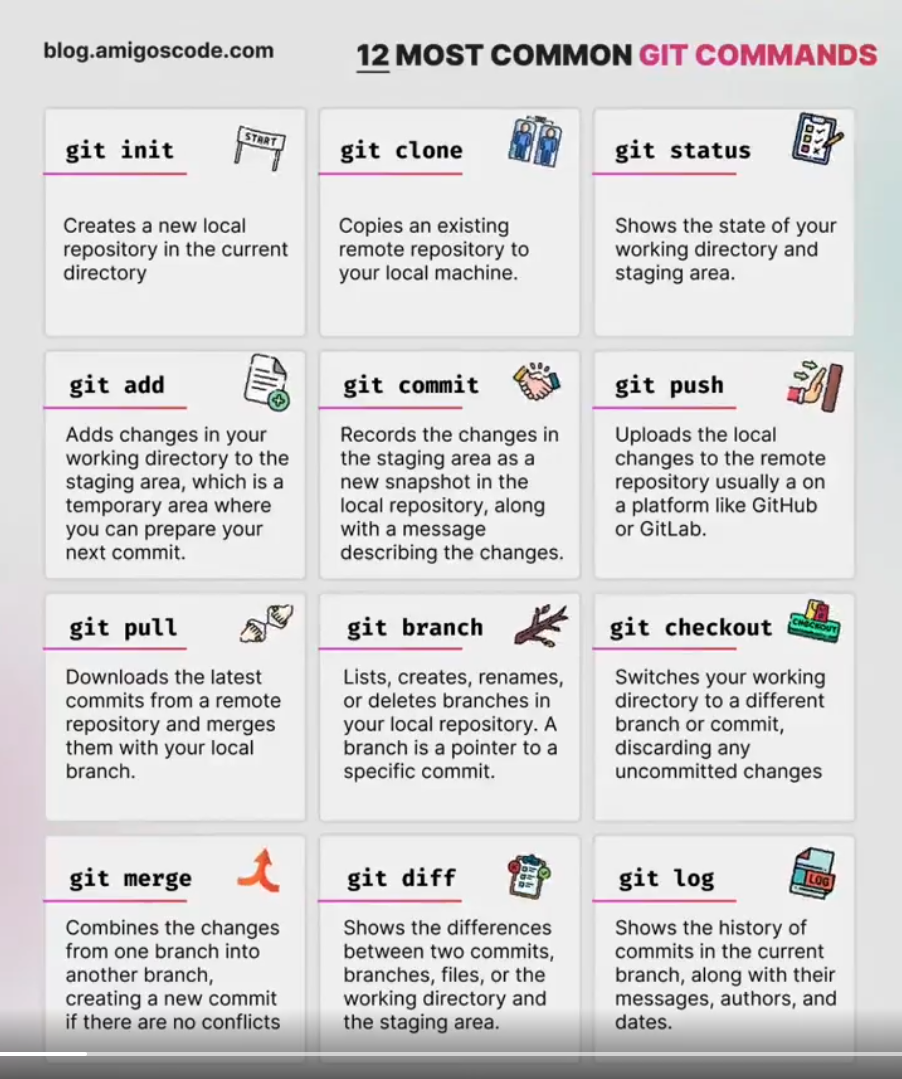 blog.amigoscode.com
12 MOST COMMON GIT COMMANDS
git init
START
Creates a new local
repository in the current
directory
git clone
Copies an existing
remote repository to
your local machine.
git status
Shows the state of your
working directory and
staging area.
git add
Adds changes in your
working directory to the
staging area, which is a
temporary area where
you can prepare your
next commit.
git commit
Records the changes in
the staging area as a
new snapshot in the
local repository, along
with a message
describing the changes.
git push
Uploads the local
changes to the remote
repository usually a on
a platform like GitHub
or GitLab.
git pull
Downloads the latest
commits from a remote
repository and merges
them with your local
branch.
git branch
Lists, creates, renames,
or deletes branches in
your local repository. A
branch is a pointer to a
specific commit.
git checkout
CHECKOUT
Switches your working
directory to a different
branch or commit,
discarding any
uncommitted changes
git merge
Combines the changes
from one branch into
another branch,
creating a new commit
if there are no conflicts
git diff
Shows the differences
between two commits,
branches, files, or the
working directory and
the staging area.
git log
LOG
Shows the history of
commits in the current
branch, along with their
messages, authors, and
dates.